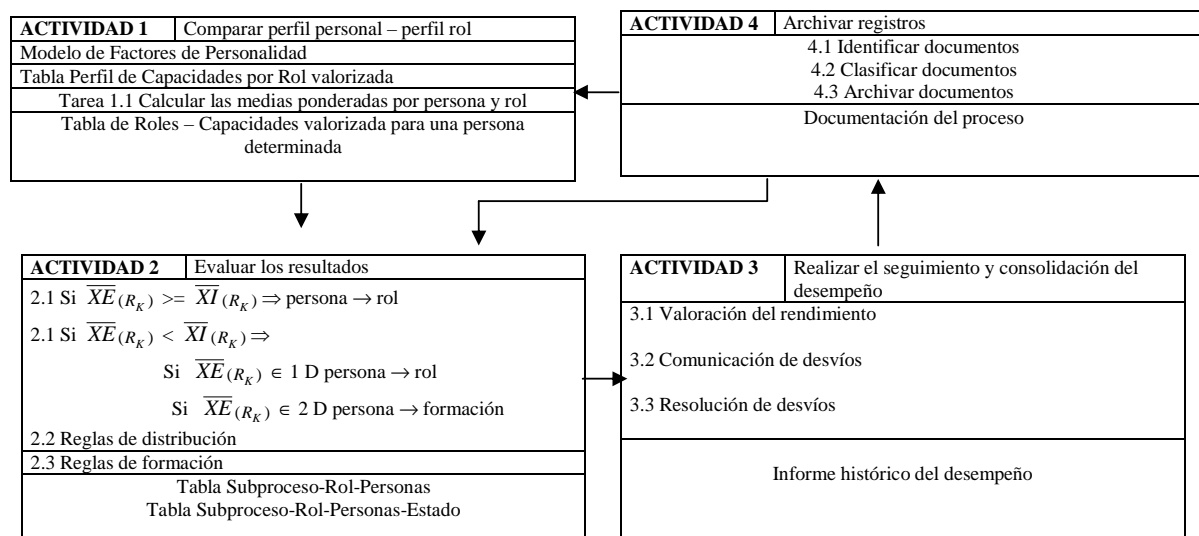 ACTIVIDAD 1 Comparar perfil personal – perfil rol
Modelo de Factores de Personalidad
Tabla Perfil de Capacidades por Rol valorizada
Tarea 1.1 Calcular las medias ponderadas por persona y rol
Tabla de Roles – Capacidades valorizada para una persona
determinada
ACTIVIDAD 4 Archivar registros
4.1 Identificar documentos
4.2 Clasificar documentos
4.3 Archivar documentos
Documentación del proceso
ACTIVIDAD 2 Evaluar los resultados
2.1 Si X̅E̅(R_K) >= X̅I̅(R_K) ⇒ persona → rol
2.1 Si X̅E̅(R_K) < X̅I̅(R_K) ⇒
Si X̅E̅(R_K) ∈ 1 D persona → rol
Si X̅E̅(R_K) ∈ 2 D persona → formación
2.2 Reglas de distribución
2.3 Reglas de formación
Tabla Subproceso-Rol-Personas
Tabla Subproceso-Rol-Personas-Estado
ACTIVIDAD 3 Realizar el seguimiento y consolidación del
desempeño
3.1 Valoración del rendimiento
3.2 Comunicación de desvíos
3.3 Resolución de desvíos
Informe histórico del desempeño